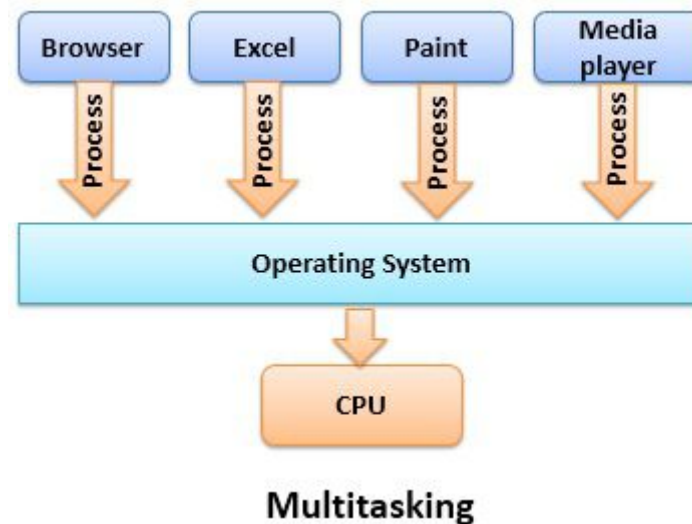 Browser
Excel
Paint
Media
player
Process
Process
Process
Process
Operating System
CPU
Multitasking